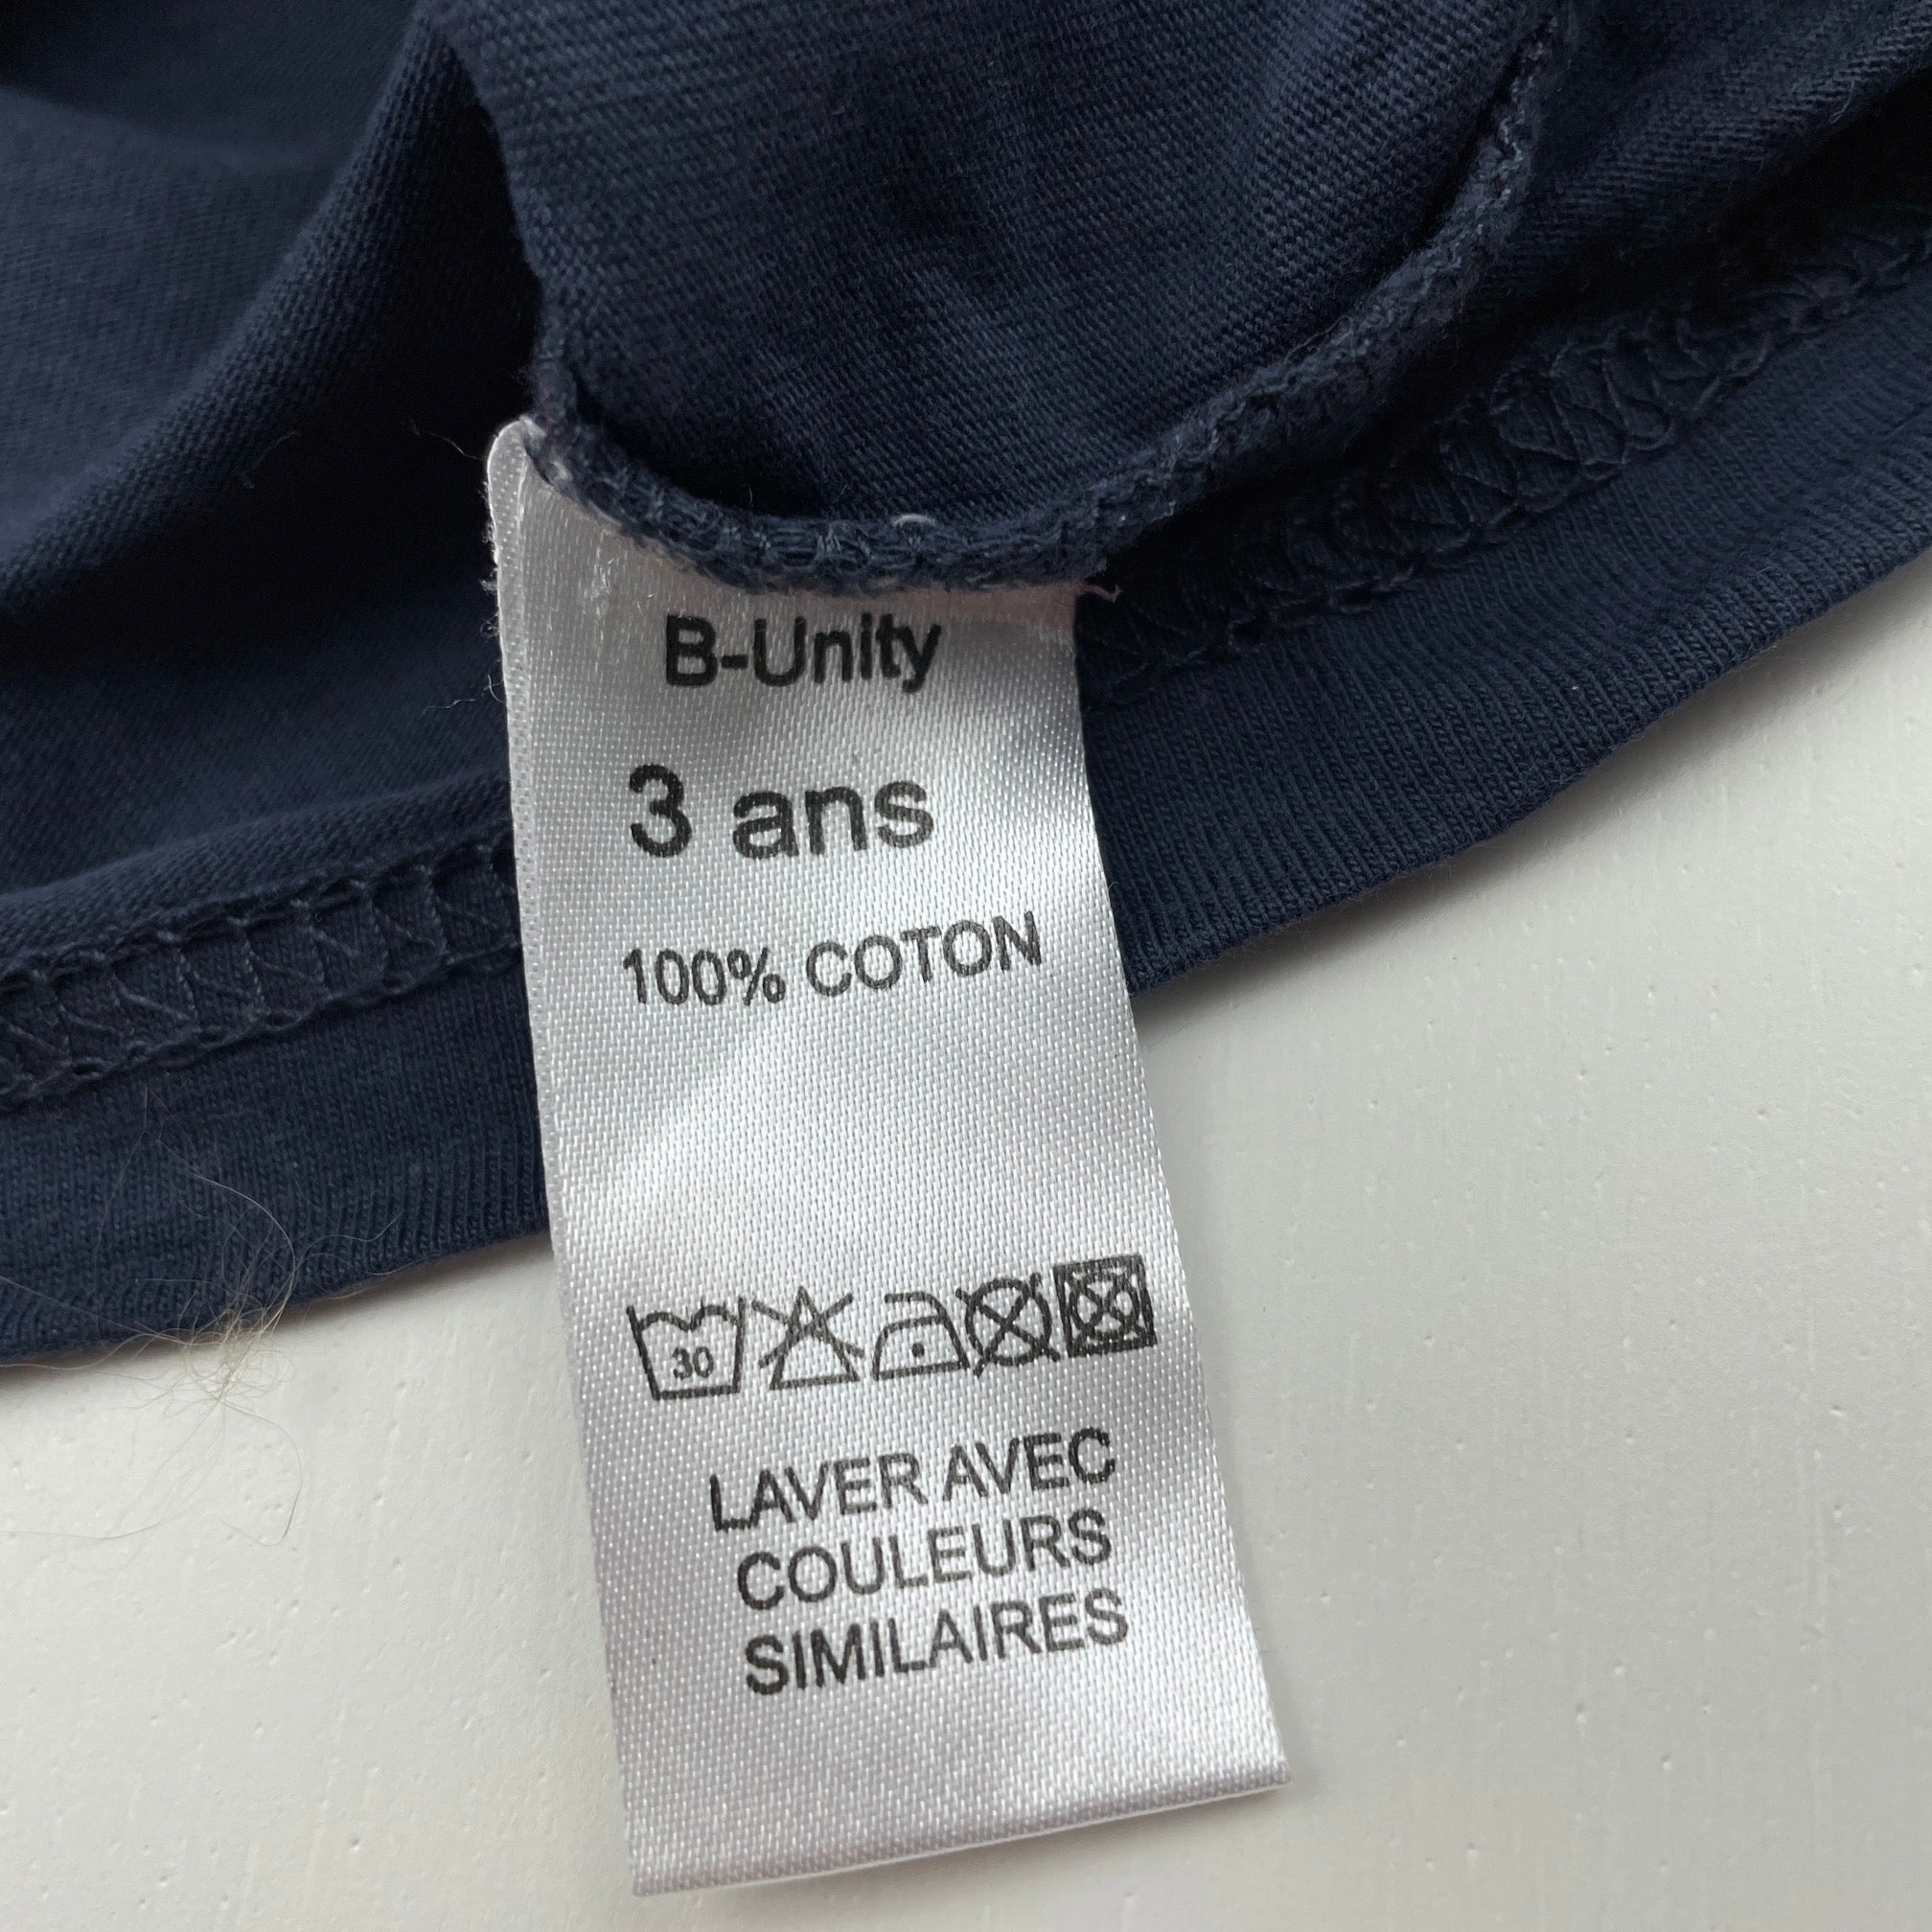 B-Unity
3 ans
100% COTON
30
LAVER AVEC
COULEURS
SIMILAIRES